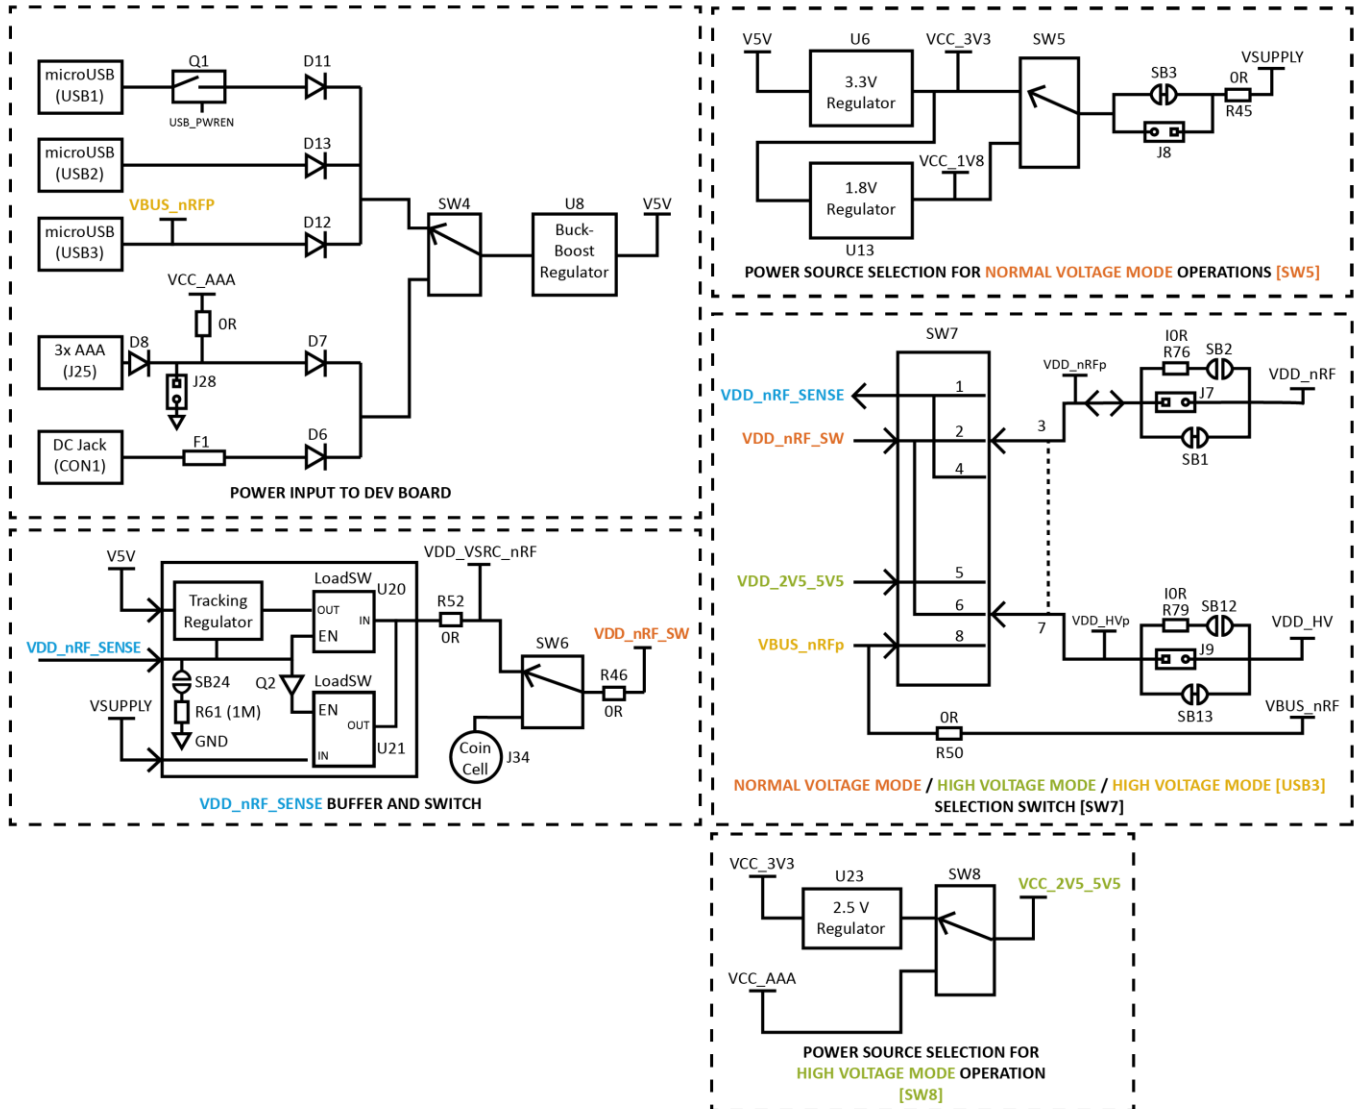 microUSB
(USB1)
Q1
USB_PWREN
D11
microUSB
(USB2)
D13
VBUS_nRFP
microUSB
(USB3)
D12
SW4
U8
Buck-
Boost
Regulator
V5V
VCC_AAA
0R
3x AAA
(J25)
D8
J28
D7
DC Jack
(CON1)
F1
D6
POWER INPUT TO DEV BOARD
V5V
U6
3.3V
Regulator
VCC_3V3
SW5
SB3
0R
R45
VSUPPLY
J8
1.8V
Regulator
U13
VCC_1V8
POWER SOURCE SELECTION FOR NORMAL VOLTAGE MODE OPERATIONS [SW5]
SW7
VDD_nRF_SENSE
1
VDD_nRF_SW
2
3
4
VDD_nRFp
I0R
R76
SB2
J7
SB1
VDD_nRF
VDD_2V5_5V5
5
6
7
VBUS_nRFp
8
VDD_HVp
I0R
R79
SB12
J9
SB13
VDD_HV
0R
R50
VBUS_nRF
NORMAL VOLTAGE MODE / HIGH VOLTAGE MODE / HIGH VOLTAGE MODE [USB3]
SELECTION SWITCH [SW7]
V5V
Tracking
Regulator
LoadSW
U20
OUT
IN
EN
VDD_nRF_SENSE
SB24
R61 (1M)
GND
Q2
LoadSW
EN
OUT
IN
U21
VSUPPLY
R52
0R
VDD_VSRC_nRF
SW6
VDD_nRF_SW
R46
0R
Coin
Cell
J34
VDD_nRF_SENSE BUFFER AND SWITCH
VCC_3V3
U23
2.5 V
Regulator
SW8
VCC_2V5_5V5
VCC_AAA
POWER SOURCE SELECTION FOR
HIGH VOLTAGE MODE OPERATION
[SW8]